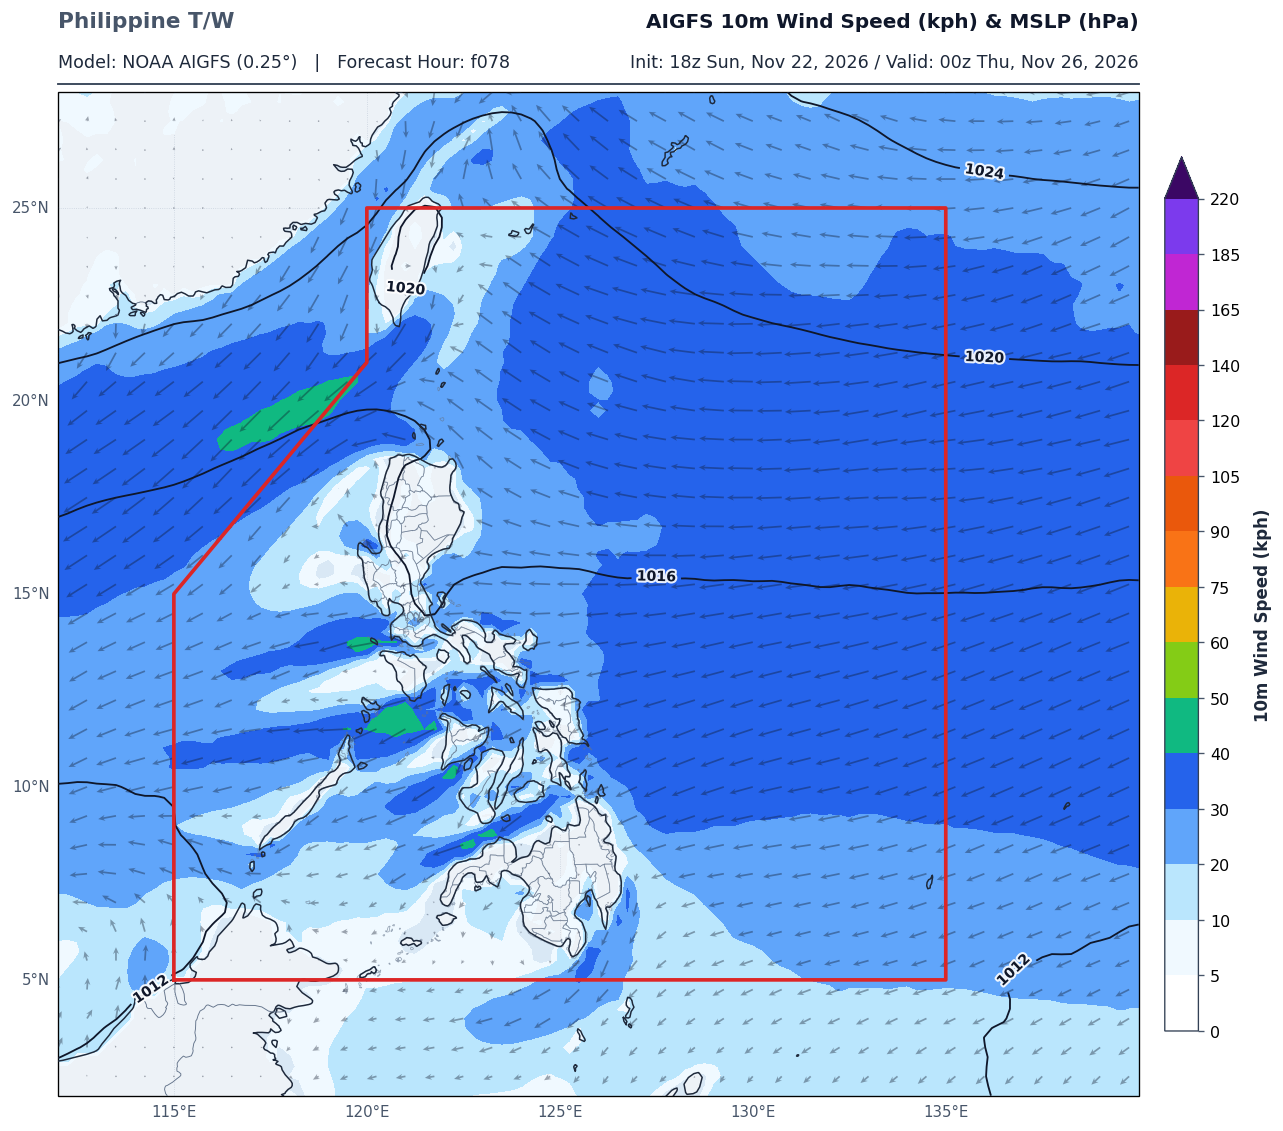 Philippine T/W
AIGFS 10m Wind Speed (kph) & MSLP (hPa)
Model: NOAA AIGFS (0.25°) | Forecast Hour: f078
Init: 18z Sun, Nov 22, 2026 / Valid: 00z Thu, Nov 26, 2026
1024
25°N
1020
1020
20°N
1016
15°N
10°N
1012
1012
5°N
115°E
120°E
125°E
130°E
135°E
220
185
165
140
120
105
90
75
60
50
40
30
20
10
5
0
10m Wind Speed (kph)